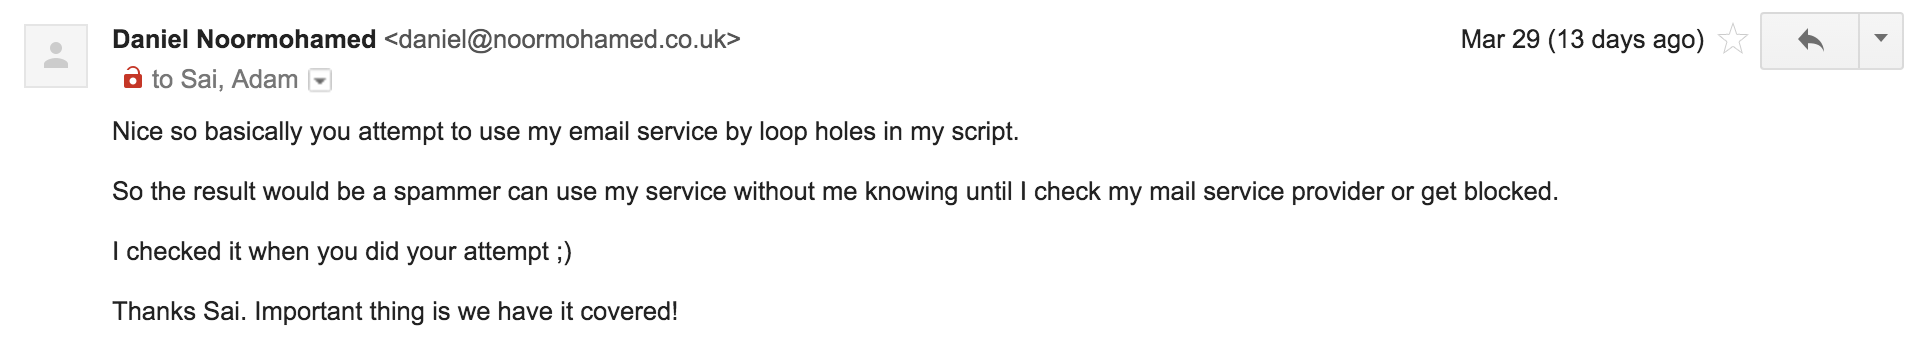 Daniel Noormohamed <daniel@noormohamed.co.uk> Mar 29 (13 days ago)
to Sai, Adam
Nice so basically you attempt to use my email service by loop holes in my script.
So the result would be a spammer can use my service without me knowing until I check my mail service provider or get blocked.
I checked it when you did your attempt ;)
Thanks Sai. Important thing is we have it covered!